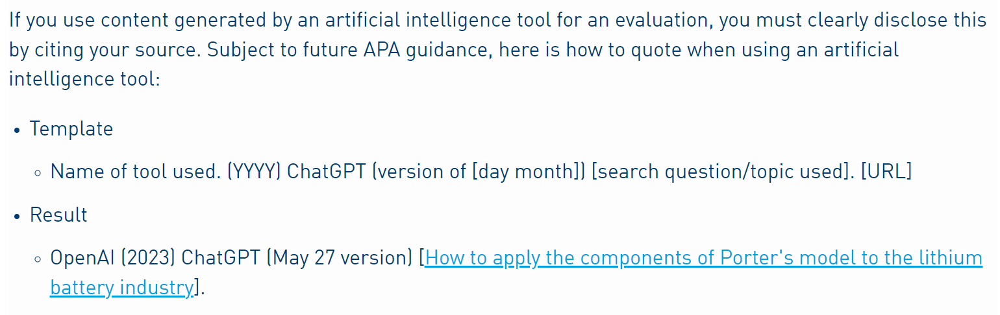 If you use content generated by an artificial intelligence tool for an evaluation, you must clearly disclose this
by citing your source. Subject to future APA guidance, here is how to quote when using an artificial
intelligence tool:
• Template
◦ Name of tool used. (YYYY) ChatGPT (version of [day month]) [search question/topic used]. [URL]
• Result
◦ OpenAI (2023) ChatGPT (May 27 version) [How to apply the components of Porter's model to the lithium
battery industry].